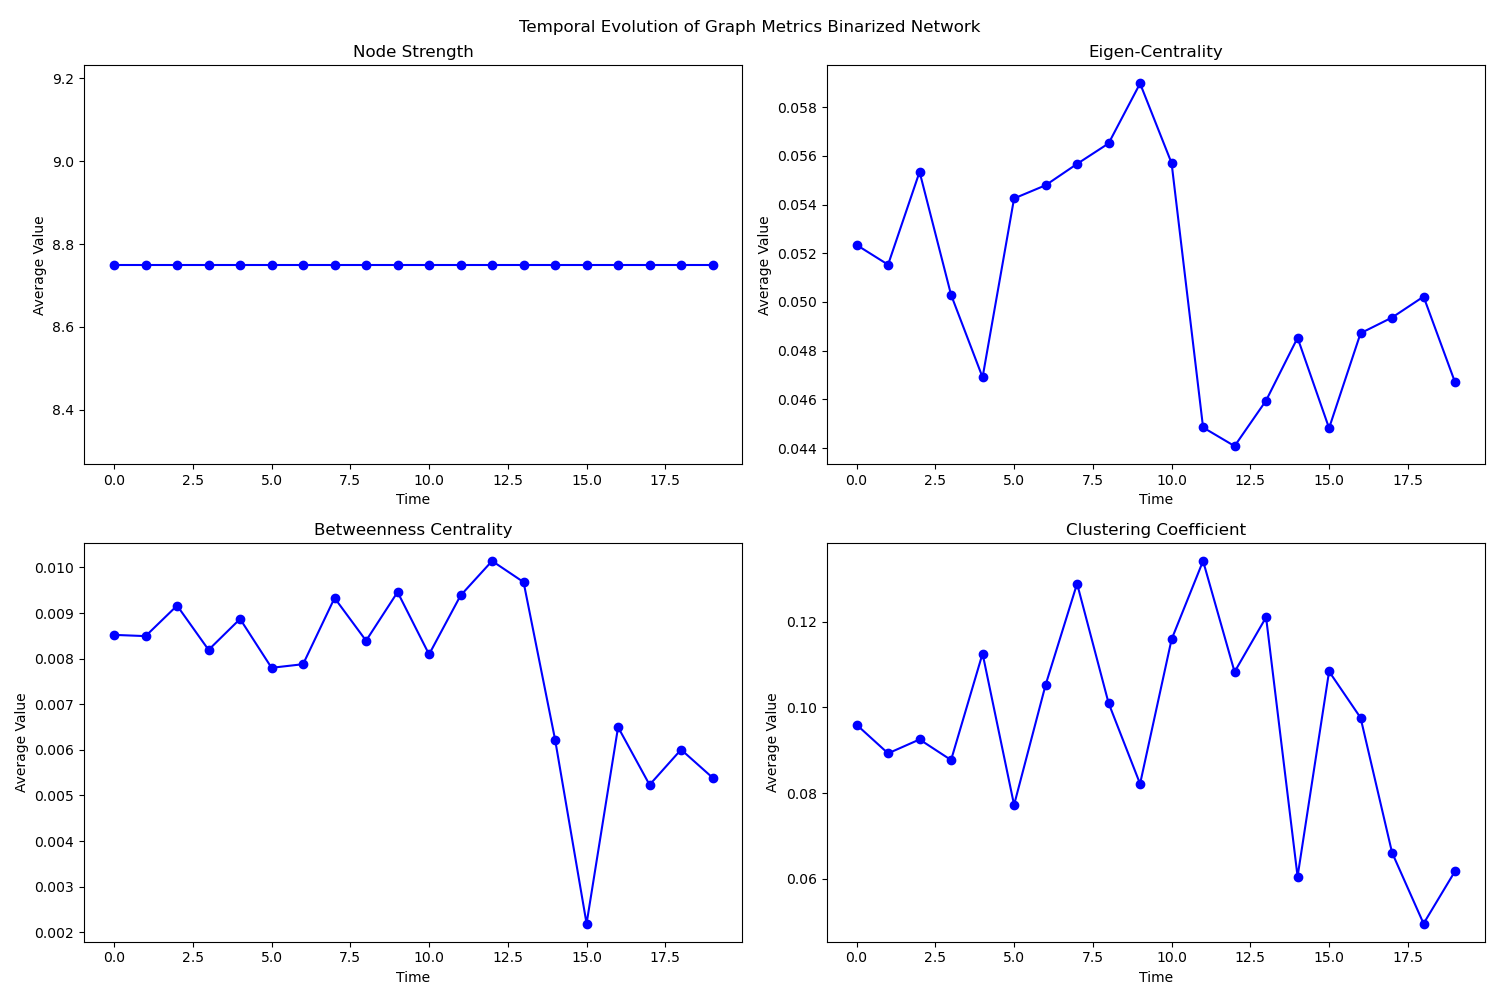 Temporal Evolution of Graph Metrics Binarized Network
Node Strength
9.2
9.0
8.8
8.6
8.4
Average Value
0.0 2.5 5.0 7.5 10.0 12.5 15.0 17.5
Time
Eigen-Centrality
0.058
0.056
0.054
0.052
0.050
0.048
0.046
0.044
Average Value
0.0 2.5 5.0 7.5 10.0 12.5 15.0 17.5
Time
Betweenness Centrality
0.010
0.009
0.008
0.007
0.006
0.005
0.004
0.003
0.002
Average Value
0.0 2.5 5.0 7.5 10.0 12.5 15.0 17.5
Time
Clustering Coefficient
0.12
0.10
0.08
0.06
Average Value
0.0 2.5 5.0 7.5 10.0 12.5 15.0 17.5
Time